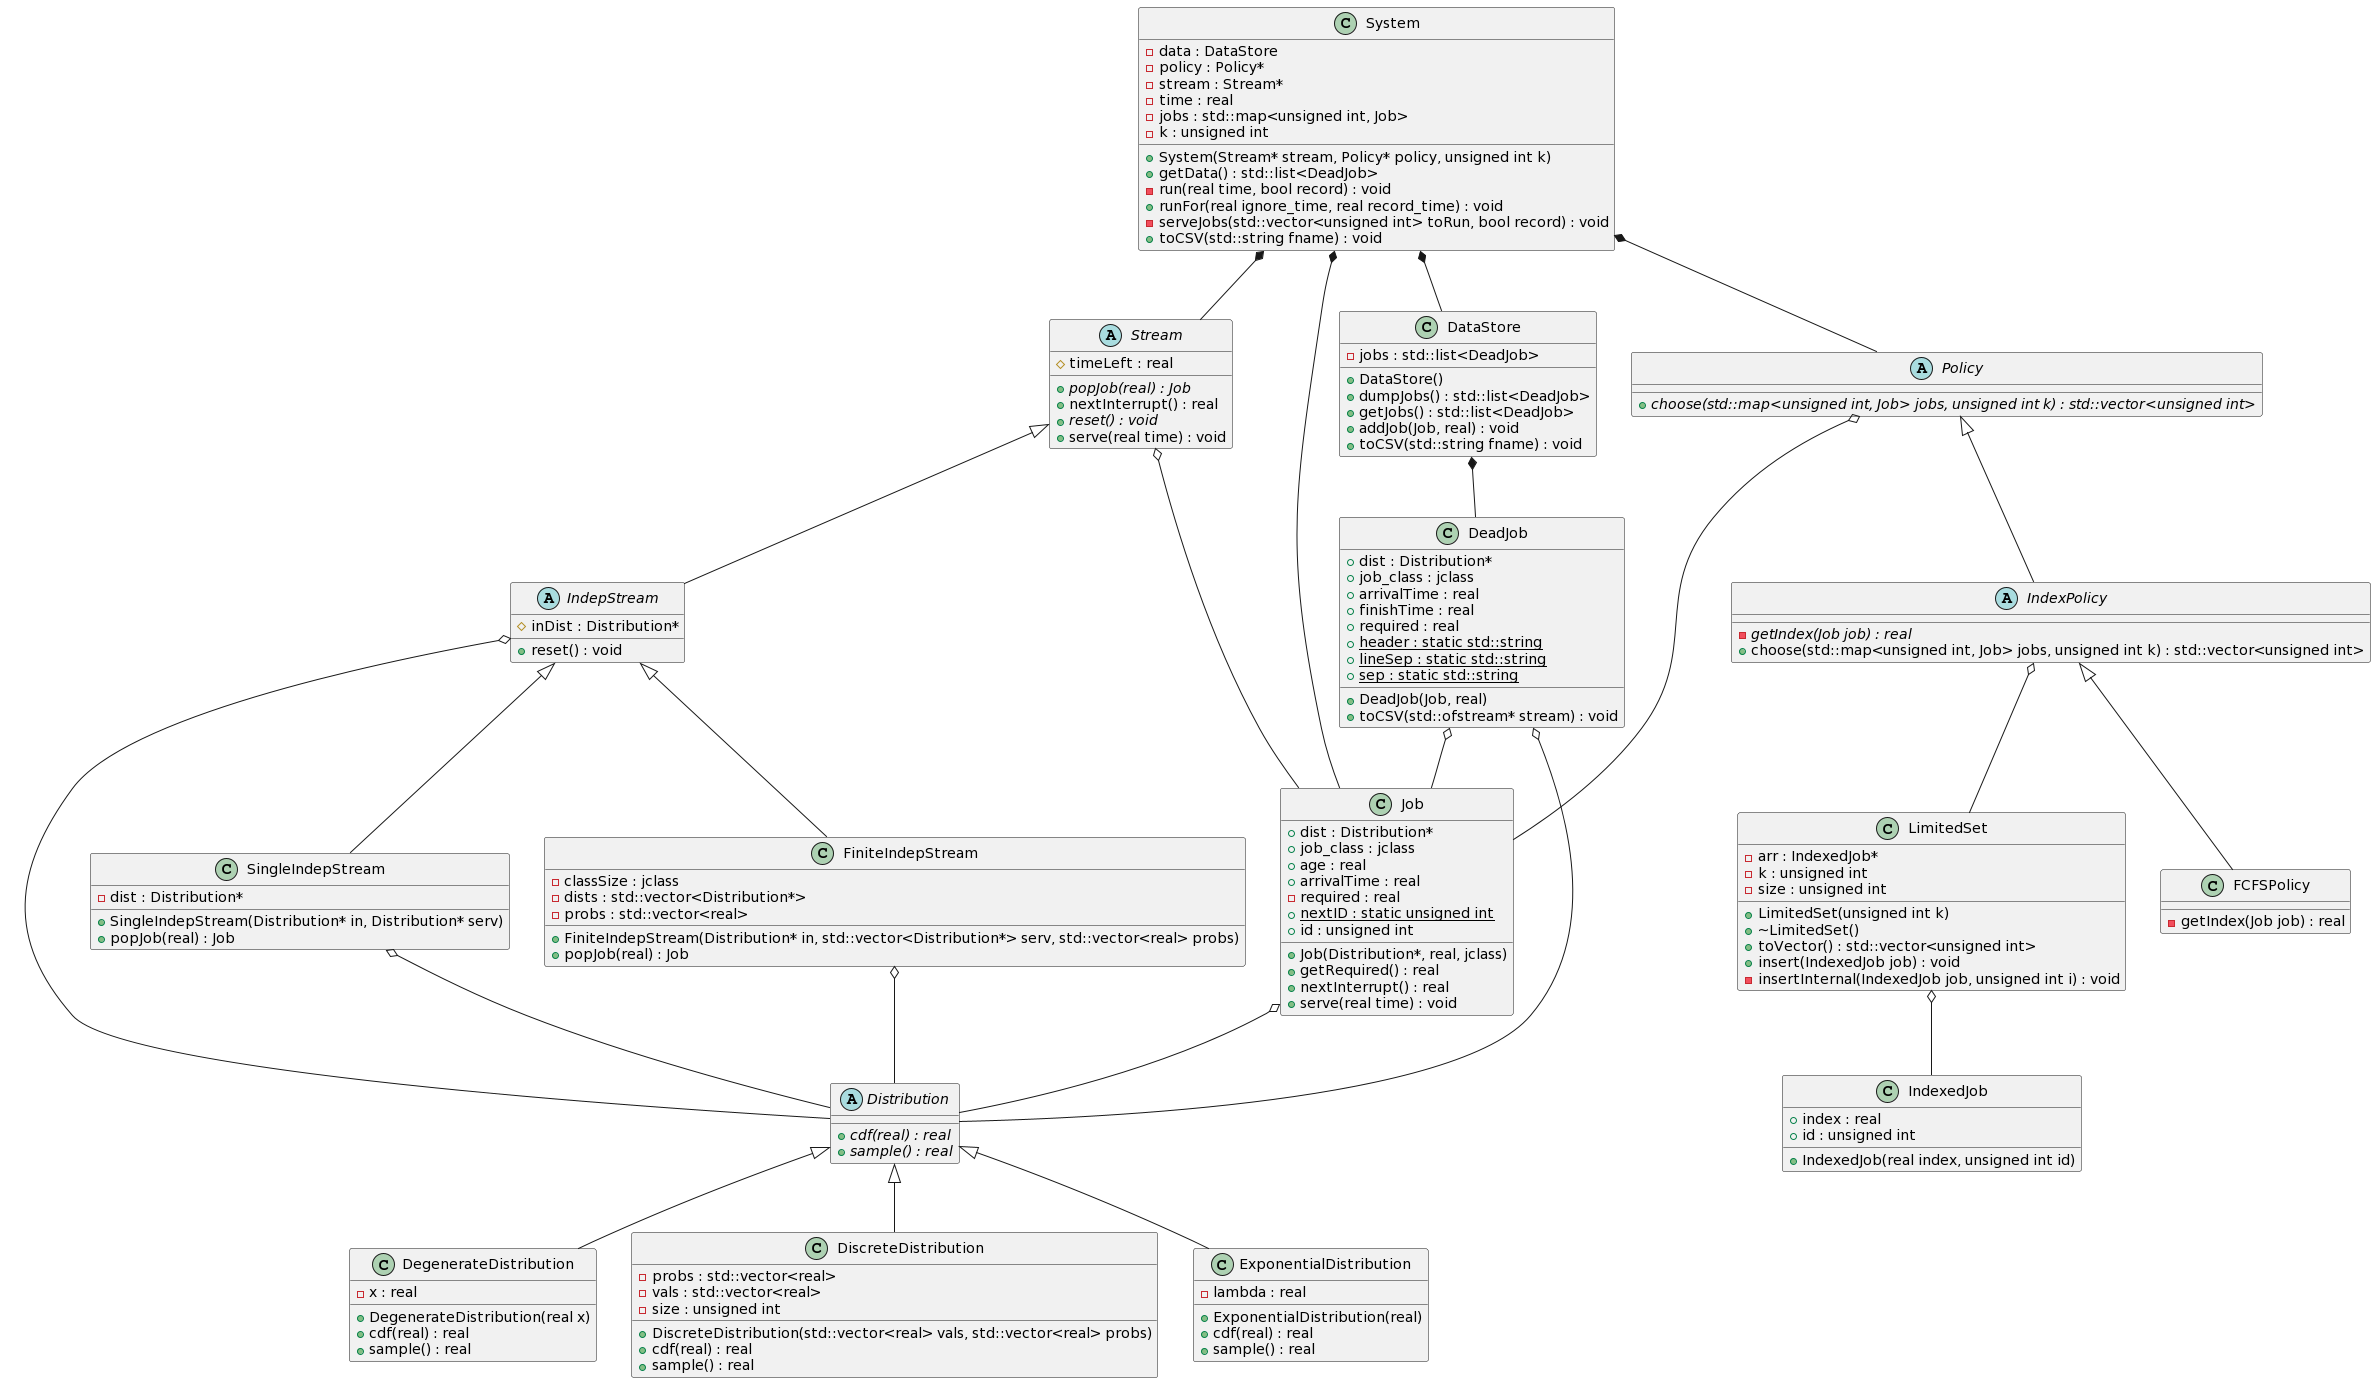 C System
data : DataStore
policy : Policy*
stream : Stream*
time : real
jobs : std::map<unsigned int, Job>
k : unsigned int
System(Stream* stream, Policy* policy, unsigned int k)
getData() : std::list<DeadJob>
run(real time, bool record) : void
runFor(real ignore_time, real record_time) : void
serveJobs(std::vector<unsigned int> toRun, bool record) : void
toCSV(std::string fname) : void
A Stream
timeLeft : real
popJob(real) : Job
nextInterrupt() : real
reset() : void
serve(real time) : void
C DataStore
jobs : std::list<DeadJob>
DataStore()
dumpJobs() : std::list<DeadJob>
getJobs() : std::list<DeadJob>
addJob(Job, real) : void
toCSV(std::string fname) : void
A Policy
choose(std::map<unsigned int, Job> jobs, unsigned int k) : std::vector<unsigned int>
C DeadJob
dist : Distribution*
job_class : jclass
arrivalTime : real
finishTime : real
required : real
header : static std::string
lineSep : static std::string
sep : static std::string
DeadJob(Job, real)
toCSV(std::ofstream* stream) : void
A IndepStream
inDist : Distribution*
reset() : void
A IndexPolicy
getIndex(Job job) : real
choose(std::map<unsigned int, Job> jobs, unsigned int k) : std::vector<unsigned int>
C SingleIndepStream
dist : Distribution*
SingleIndepStream(Distribution* in, Distribution* serv)
popJob(real) : Job
C FiniteIndepStream
classSize : jclass
dists : std::vector<Distribution*>
probs : std::vector<real>
FiniteIndepStream(Distribution* in, std::vector<Distribution*> serv, std::vector<real> probs)
popJob(real) : Job
C Job
dist : Distribution*
job_class : jclass
age : real
arrivalTime : real
required : real
nextID : static unsigned int
id : unsigned int
Job(Distribution*, real, jclass)
getRequired() : real
nextInterrupt() : real
serve(real time) : void
C LimitedSet
arr : IndexedJob*
k : unsigned int
size : unsigned int
LimitedSet(unsigned int k)
~LimitedSet()
toVector() : std::vector<unsigned int>
insert(IndexedJob job) : void
insertInternal(IndexedJob job, unsigned int i) : void
C FCFSPolicy
getIndex(Job job) : real
A Distribution
cdf(real) : real
sample() : real
C IndexedJob
index : real
id : unsigned int
IndexedJob(real index, unsigned int id)
C DegenerateDistribution
x : real
DegenerateDistribution(real x)
cdf(real) : real
sample() : real
C DiscreteDistribution
probs : std::vector<real>
vals : std::vector<real>
size : unsigned int
DiscreteDistribution(std::vector<real> vals, std::vector<real> probs)
cdf(real) : real
sample() : real
C ExponentialDistribution
lambda : real
ExponentialDistribution(real)
cdf(real) : real
sample() : real